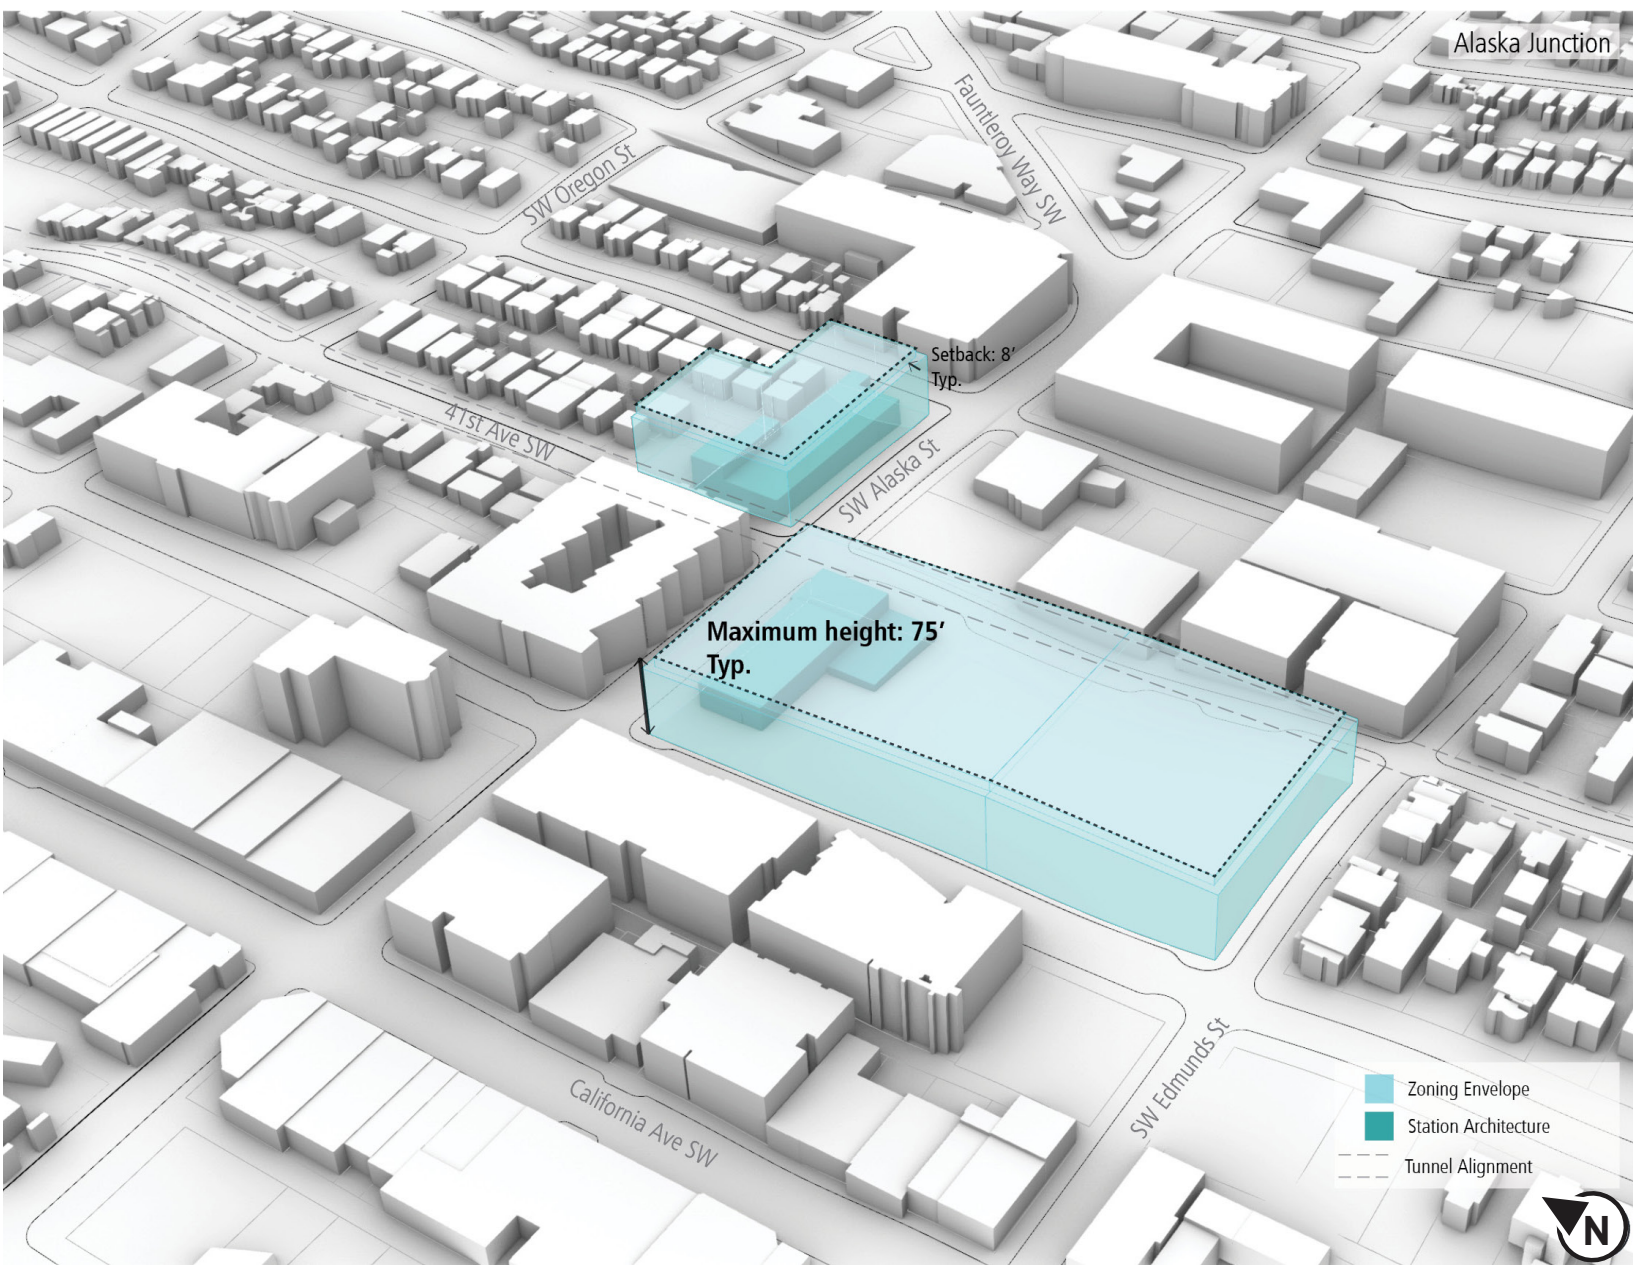 Alaska Junction
Fauntleroy Way SW
SW Oregon St
Setback: 8'
Typ.
41st Ave SW
SW Alaska St
Maximum height: 75'
Typ.
SW Edmunds St
California Ave SW
Zoning Envelope
Station Architecture
Tunnel Alignment
N